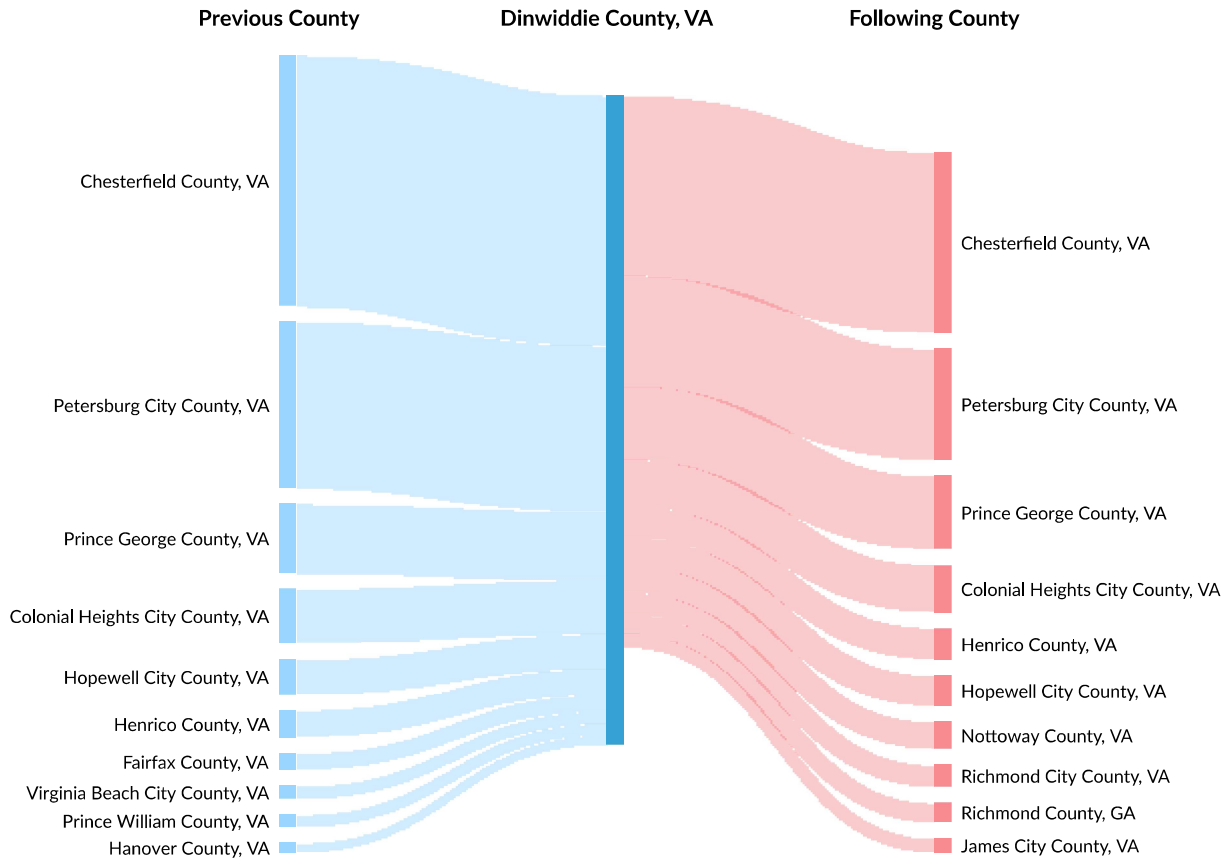 Previous County
Dinwiddie County, VA
Following County
Chesterfield County, VA
Petersburg City County, VA
Prince George County, VA
Colonial Heights City County, VA
Hopewell City County, VA
Henrico County, VA
Fairfax County, VA
Virginia Beach City County, VA
Prince William County, VA
Hanover County, VA
Chesterfield County, VA
Petersburg City County, VA
Prince George County, VA
Colonial Heights City County, VA
Henrico County, VA
Hopewell City County, VA
Nottoway County, VA
Richmond City County, VA
Richmond County, GA
James City County, VA